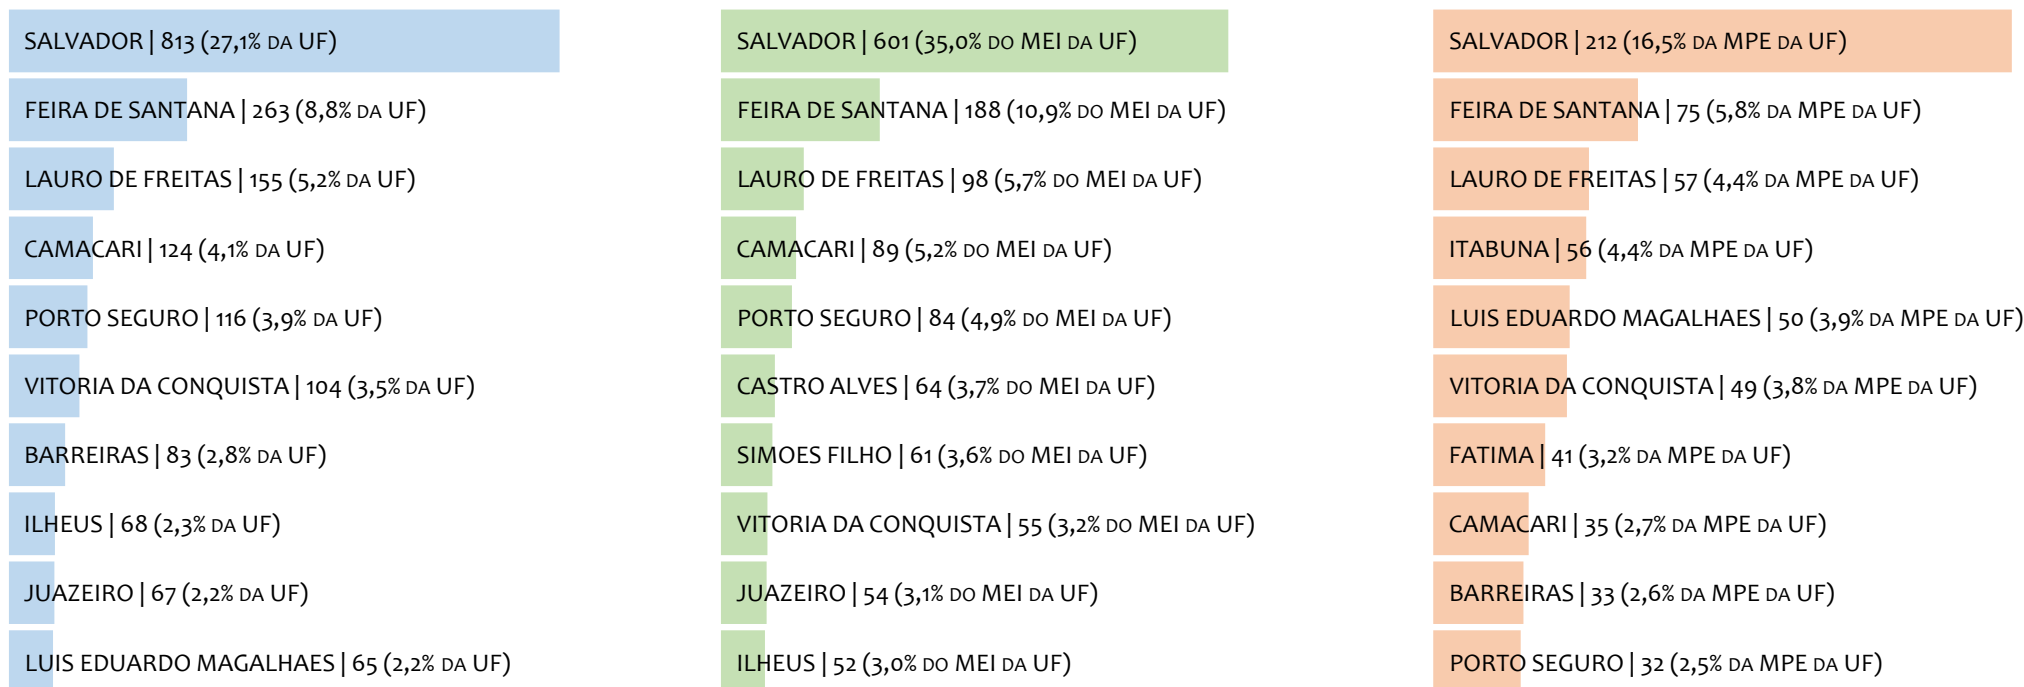 SALVADOR | 813 (27,1% DA UF)
FEIRA DE SANTANA | 263 (8,8% DA UF)
LAURO DE FREITAS | 155 (5,2% DA UF)
CAMACARI | 124 (4,1% DA UF)
PORTO SEGURO | 116 (3,9% DA UF)
VITORIA DA CONQUISTA | 104 (3,5% DA UF)
BARREIRAS | 83 (2,8% DA UF)
ILHEUS | 68 (2,3% DA UF)
JUAZEIRO | 67 (2,2% DA UF)
LUIS EDUARDO MAGALHAES | 65 (2,2% DA UF)
SALVADOR | 601 (35,0% DO MEI DA UF)
FEIRA DE SANTANA | 188 (10,9% DO MEI DA UF)
LAURO DE FREITAS | 98 (5,7% DO MEI DA UF)
CAMACARI | 89 (5,2% DO MEI DA UF)
PORTO SEGURO | 84 (4,9% DO MEI DA UF)
CASTRO ALVES | 64 (3,7% DO MEI DA UF)
SIMOES FILHO | 61 (3,6% DO MEI DA UF)
VITORIA DA CONQUISTA | 55 (3,2% DO MEI DA UF)
JUAZEIRO | 54 (3,1% DO MEI DA UF)
ILHEUS | 52 (3,0% DO MEI DA UF)
SALVADOR | 212 (16,5% DA MPE DA UF)
FEIRA DE SANTANA | 75 (5,8% DA MPE DA UF)
LAURO DE FREITAS | 57 (4,4% DA MPE DA UF)
ITABUNA | 56 (4,4% DA MPE DA UF)
LUIS EDUARDO MAGALHAES | 50 (3,9% DA MPE DA UF)
VITORIA DA CONQUISTA | 49 (3,8% DA MPE DA UF)
FATIMA | 41 (3,2% DA MPE DA UF)
CAMACARI | 35 (2,7% DA MPE DA UF)
BARREIRAS | 33 (2,6% DA MPE DA UF)
PORTO SEGURO | 32 (2,5% DA MPE DA UF)